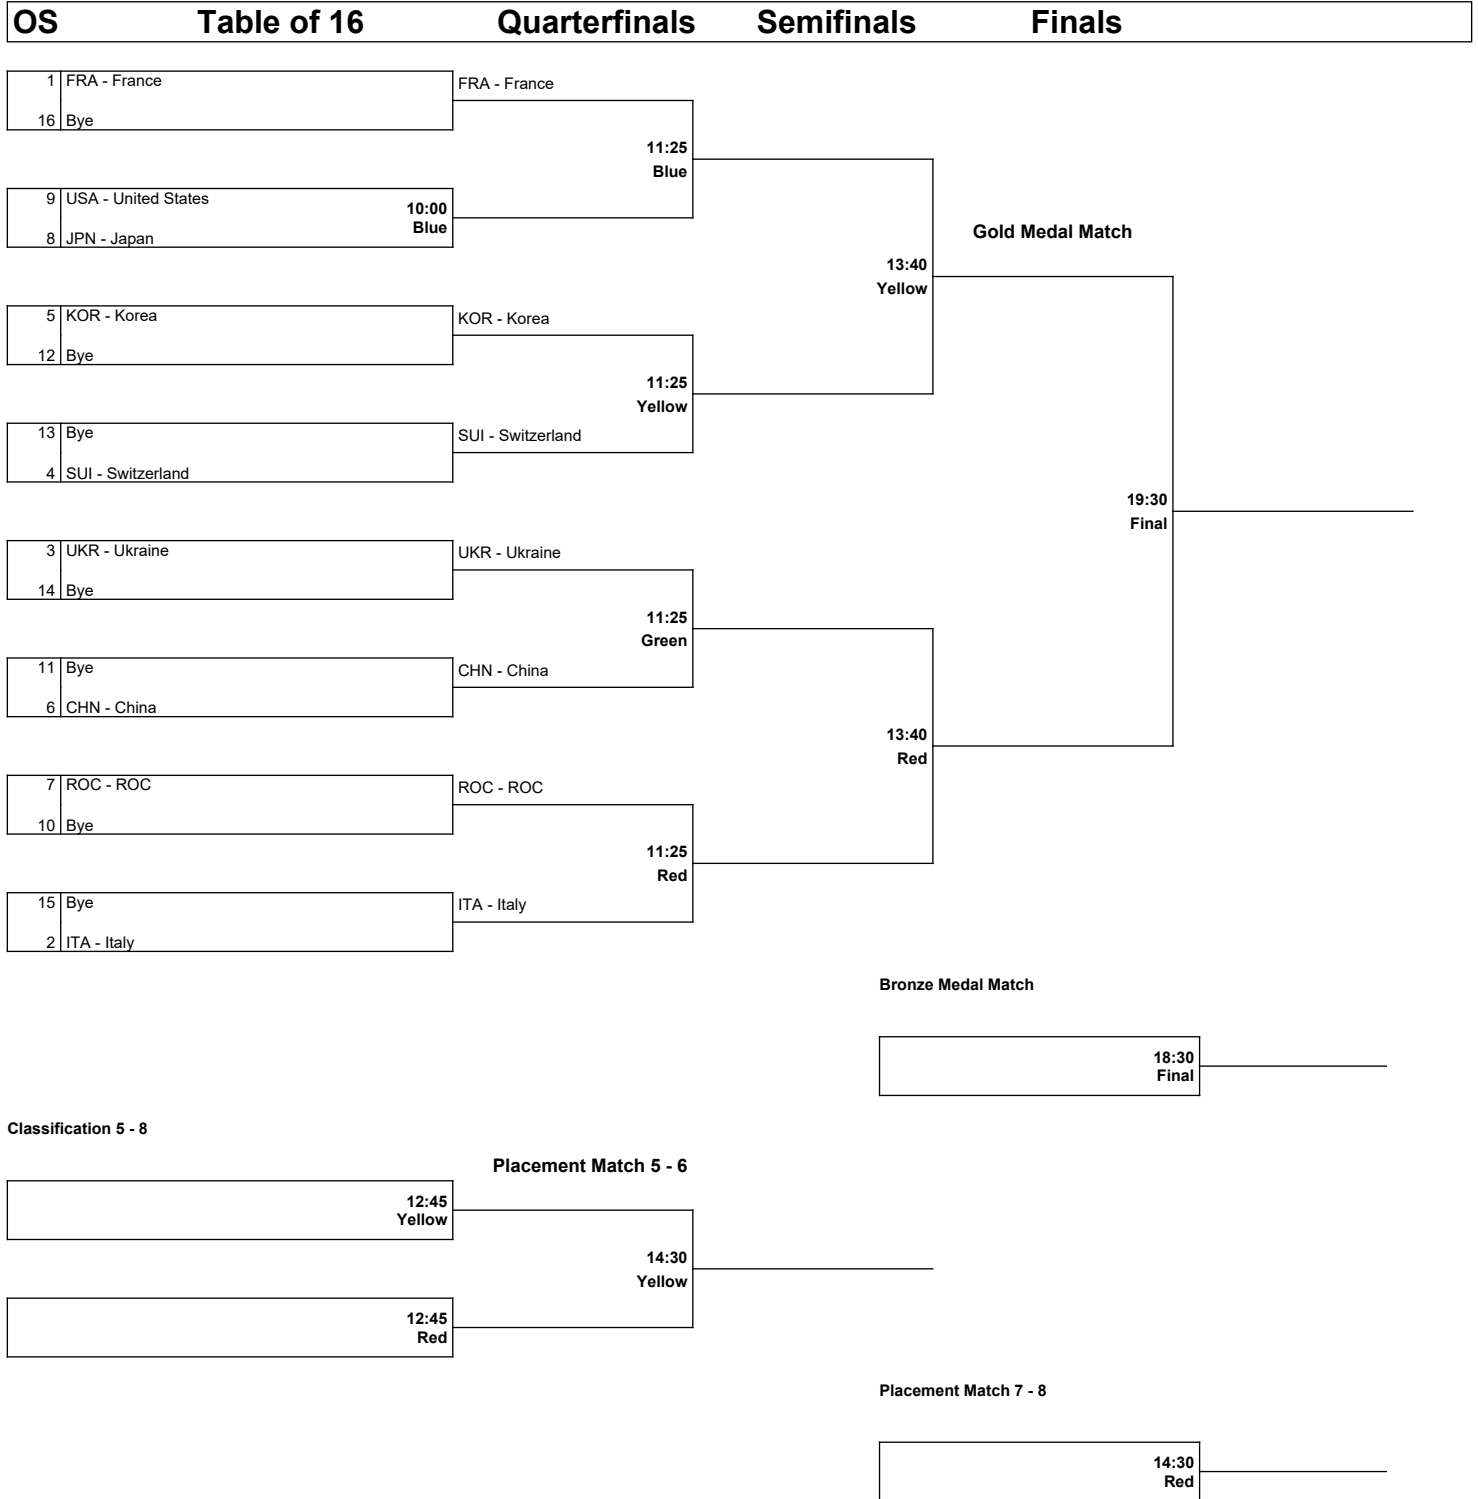 OS Table of 16 Quarterfinals Semifinals Finals
1 FRA - France
FRA - France
16 Bye
11:25
Blue
9 USA - United States
10:00
Blue
8 JPN - Japan
Gold Medal Match
13:40
Yellow
5 KOR - Korea
KOR - Korea
12 Bye
11:25
Yellow
13 Bye
SUI - Switzerland
4 SUI - Switzerland
19:30
Final
3 UKR - Ukraine
UKR - Ukraine
14 Bye
11:25
Green
11 Bye
CHN - China
6 CHN - China
13:40
Red
7 ROC - ROC
ROC - ROC
10 Bye
11:25
Red
15 Bye
ITA - Italy
2 ITA - Italy
Bronze Medal Match
18:30
Final
Classification 5 - 8
Placement Match 5 - 6
12:45
Yellow
14:30
Yellow
12:45
Red
Placement Match 7 - 8
14:30
Red